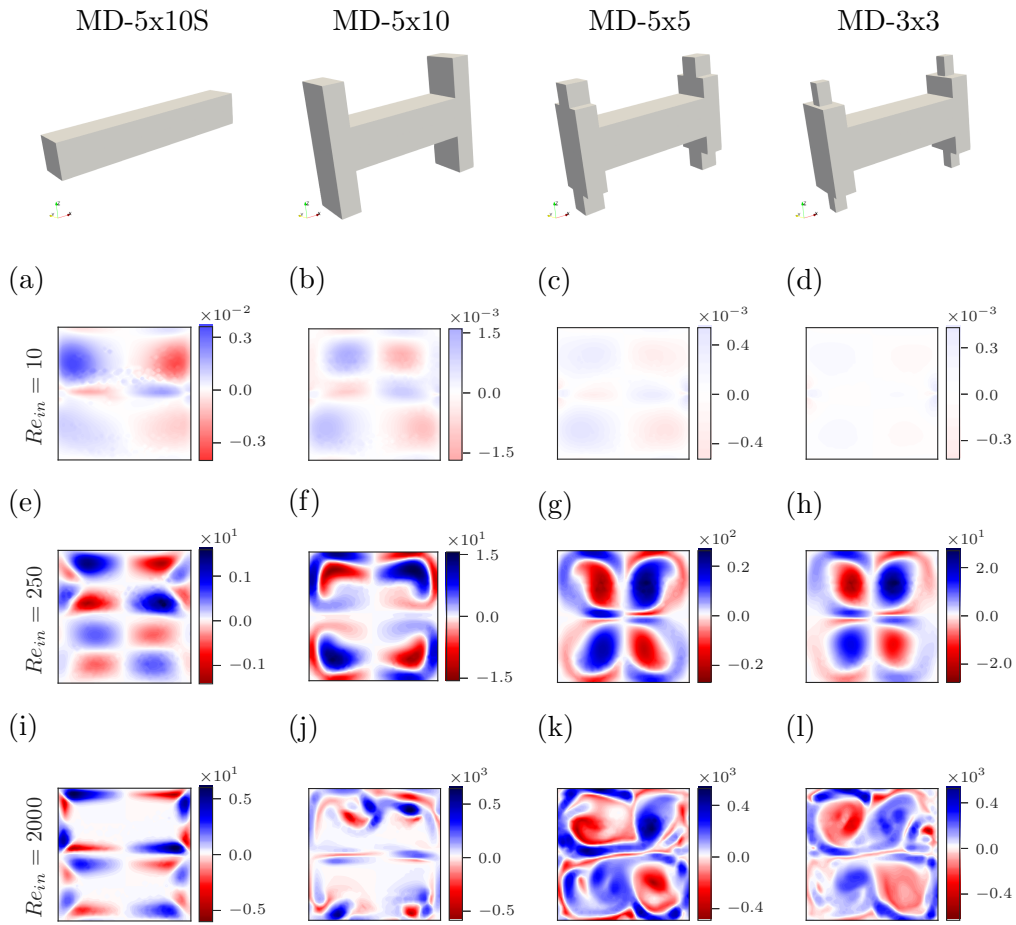 MD-5x10S MD-5x10 MD-5x5 MD-3x3
(a) (b) (c) (d)
×10⁻² ×10⁻³ ×10⁻³ ×10⁻³
Re_in = 10
0.3 0.0 −0.3
1.5 0.0 −1.5
0.4 0.0 −0.4
0.3 0.0 −0.3
(e) (f) (g) (h)
×10¹ ×10¹ ×10² ×10¹
Re_in = 250
0.1 0.0 −0.1
1.5 0.0 −1.5
0.2 0.0 −0.2
2.0 0.0 −2.0
(i) (j) (k) (l)
×10¹ ×10³ ×10³ ×10³
Re_in = 2000
0.5 0.0 −0.5
0.5 0.0 −0.5
0.4 0.0 −0.4
0.4 0.0 −0.4